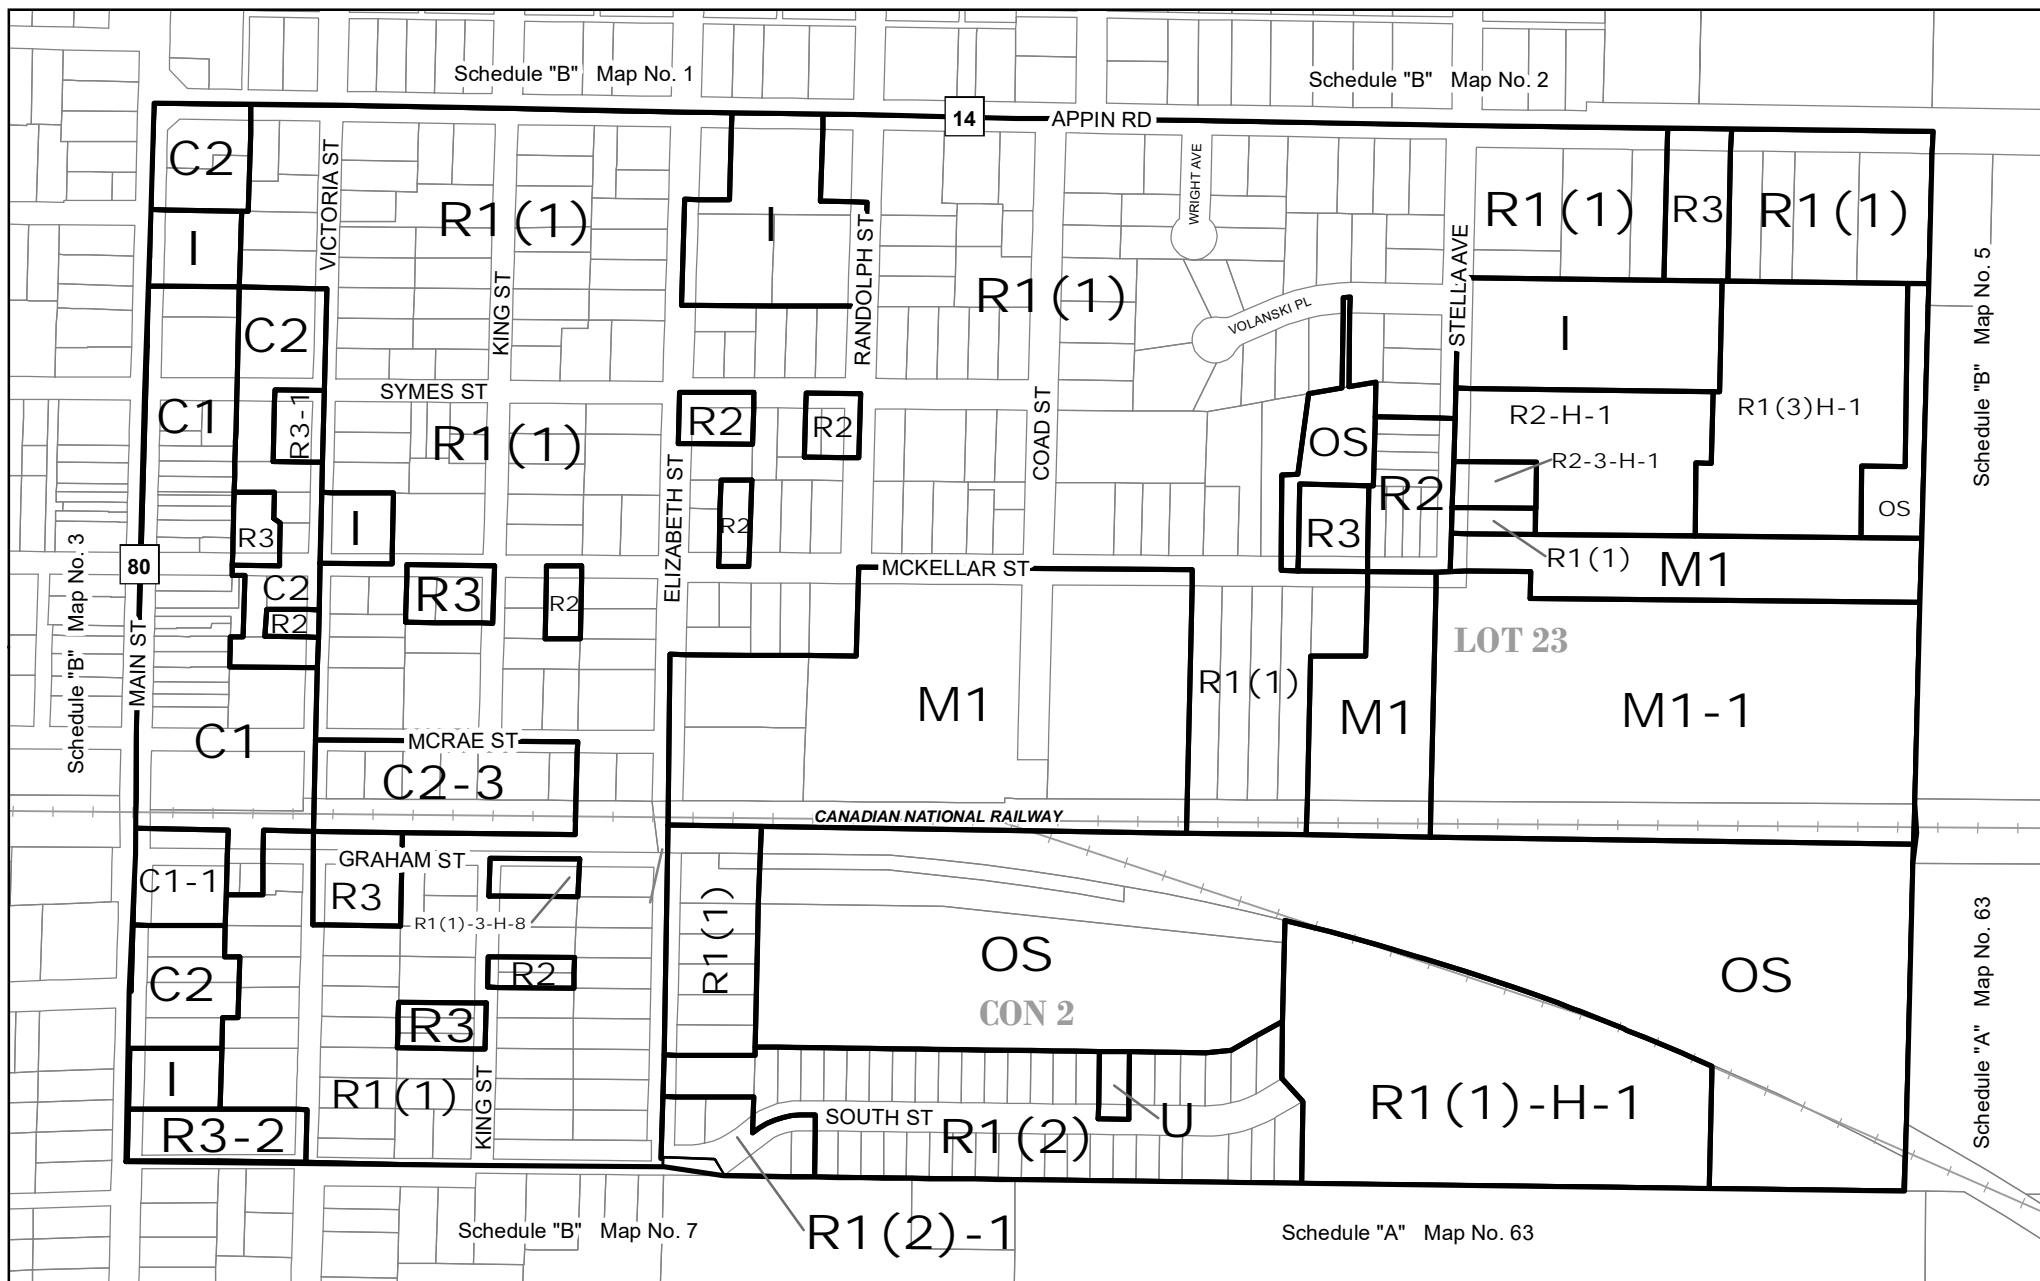 Schedule "B" Map No. 1
Schedule "B" Map No. 2
14
APPIN RD
C2
VICTORIA ST
R1(1)
I
RANDOLPH ST
WRIGHT AVE
R1(1)
R3
R1(1)
I
KING ST
R1(1)
STELLA AVE
Schedule "B" Map No. 5
C2
VOLANSKI PL
I
C1
R3-1
SYMES ST
R1(1)
R2
R2
COAD ST
OS
R2-H-1
R1(3)H-1
R2-3-H-1
R3
I
ELIZABETH ST
R2
R3
R2
OS
R1(1)
M1
Schedule "B" Map No. 3
80
MAIN ST
C2
R2
R3
R2
MCKELLAR ST
LOT 23
C1
MCRAE ST
C2-3
M1
R1(1)
M1
M1-1
CANADIAN NATIONAL RAILWAY
C1-1
GRAHAM ST
R3
R1(1)-3-H-8
R1(1)
OS
CON 2
OS
Schedule "A" Map No. 63
C2
R2
R3
I
R1(1)
KING ST
R3-2
SOUTH ST
R1(2)
U
R1(1)-H-1
R1(2)-1
Schedule "B" Map No. 7
Schedule "A" Map No. 63